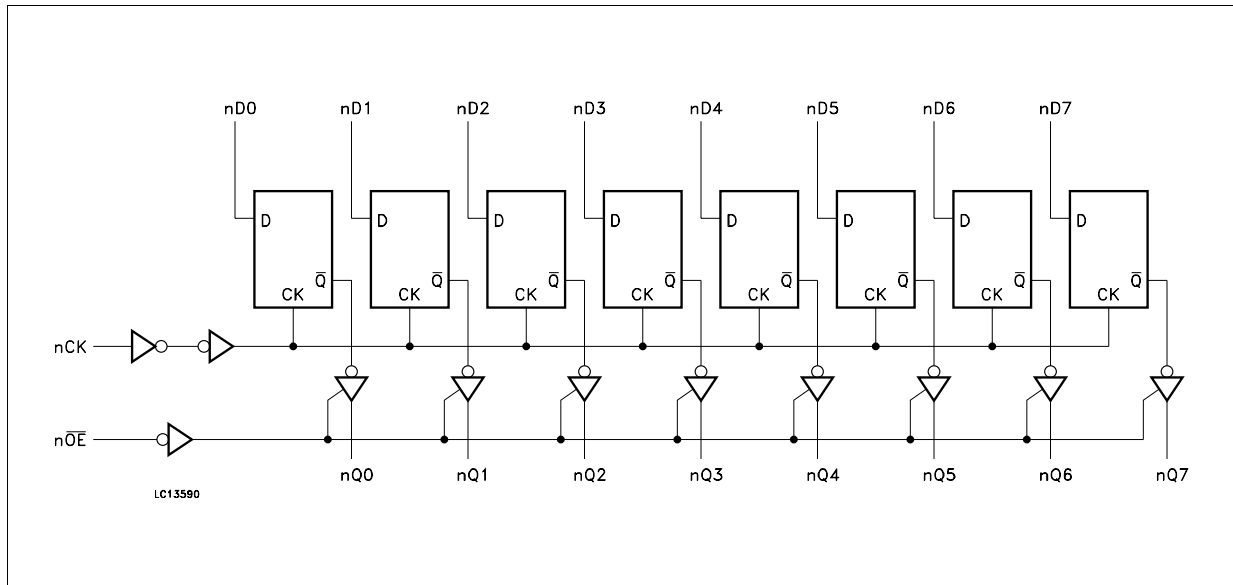 nD0 nD1 nD2 nD3 nD4 nD5 nD6 nD7
D D D D D D D D
Q̅ Q̅ Q̅ Q̅ Q̅ Q̅ Q̅ Q̅
CK CK CK CK CK CK CK CK
nCK
nO̅E̅
nQ0 nQ1 nQ2 nQ3 nQ4 nQ5 nQ6 nQ7
LC13590